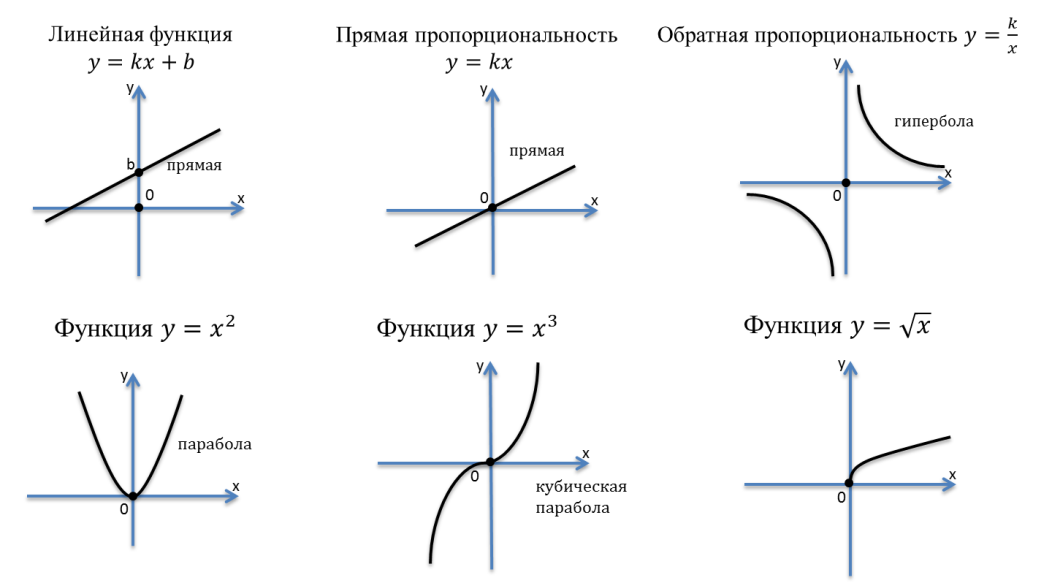 Линейная функция
y = kx + b
y
b
прямая
0
x
Прямая пропорциональность
y = kx
y
прямая
0
x
Обратная пропорциональность y = k/x
y
гипербола
x
0
Функция y = x²
y
парабола
x
0
Функция y = x³
y
x
0
кубическая
парабола
Функция y = √x
y
x
0